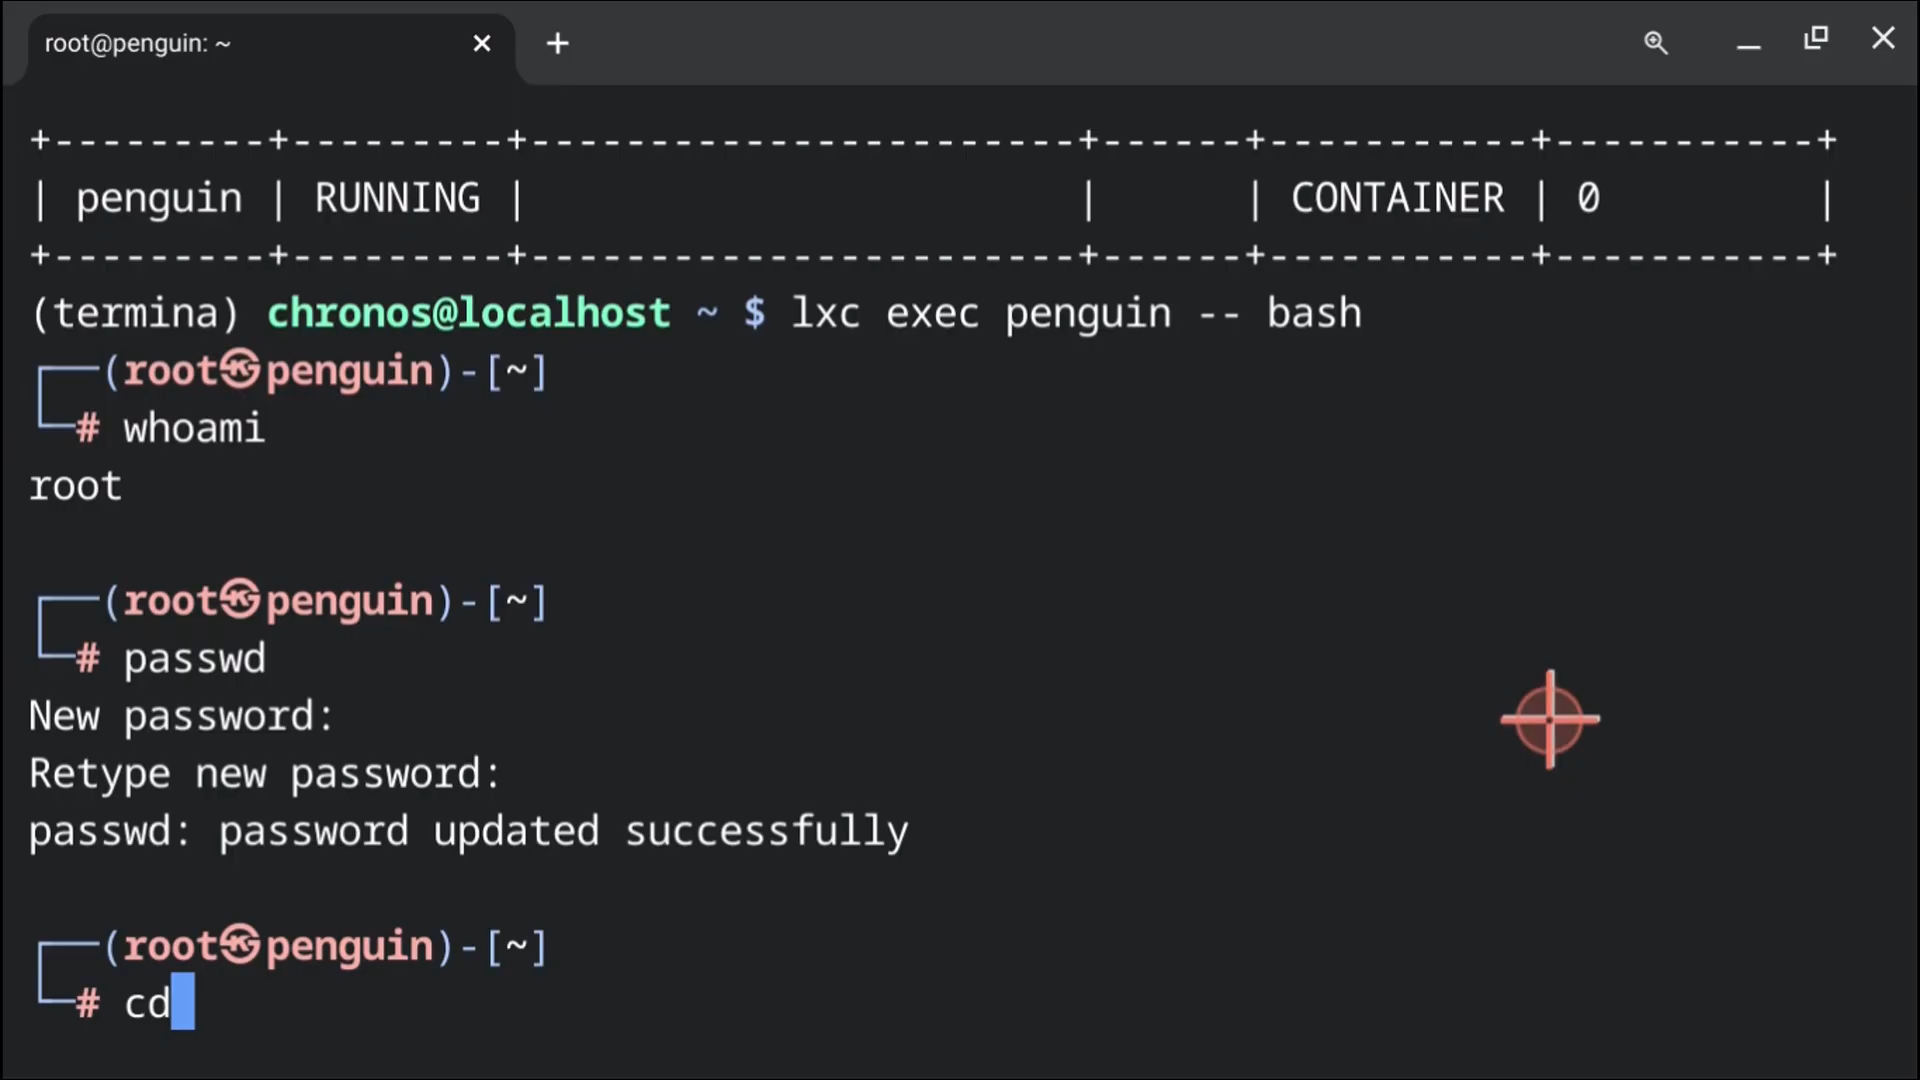 root@penguin: ~
+---------+---------+-----------------------+------+-----------+-----------+
| penguin | RUNNING |                       |      | CONTAINER | 0         |
+---------+---------+-----------------------+------+-----------+-----------+
(termina) chronos@localhost ~ $ lxc exec penguin -- bash
┌──(root㉿penguin)-[~]
└─# whoami
root
┌──(root㉿penguin)-[~]
└─# passwd
New password:
Retype new password:
passwd: password updated successfully
┌──(root㉿penguin)-[~]
└─# cd